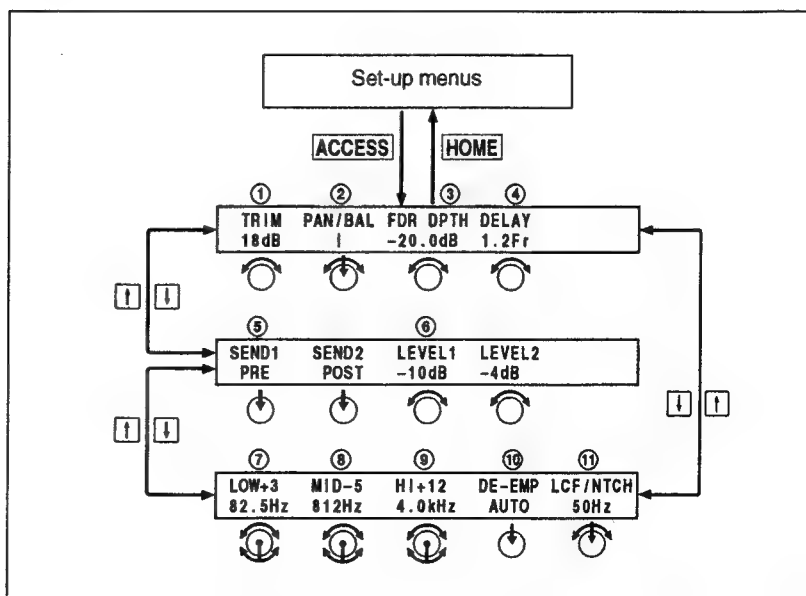 Set-up menus
ACCESS HOME
① ② ③ ④
TRIM PAN/BAL FDR DPTH DELAY
18dB | -20.0dB 1.2Fr
↑ ↓
⑤ ⑥
SEND1 SEND2 LEVEL1 LEVEL2
PRE POST -10dB -4dB
↑ ↓ ↓ ↑
⑦ ⑧ ⑨ ⑩ ⑪
LOW+3 MID-5 HI+12 DE-EMP LCF/NTCH
82.5Hz 812Hz 4.0kHz AUTO 50Hz